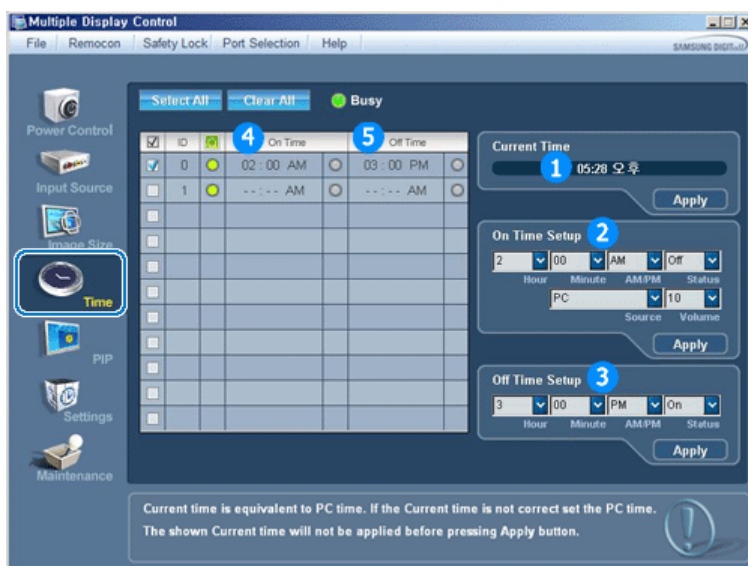 Multiple Display Control
File Remocon Safety Lock Port Selection Help
SAMSUNG DIGITall
Select All Clear All Busy
Power Control
Input Source
Image Size
Time
PIP
Settings
Maintenance
ID 4 On Time 5 Off Time
0 02 : 00 AM 03 : 00 PM
1 - - : - - AM - - : - - AM
Current Time
1 05:28 오후
Apply
On Time Setup 2
2 00 AM Off
Hour Minute AM/PM Status
PC 10
Source Volume
Apply
Off Time Setup 3
3 00 PM On
Hour Minute AM/PM Status
Apply
Current time is equivalent to PC time. If the Current time is not correct set the PC time.
The shown Current time will not be applied before pressing Apply button.